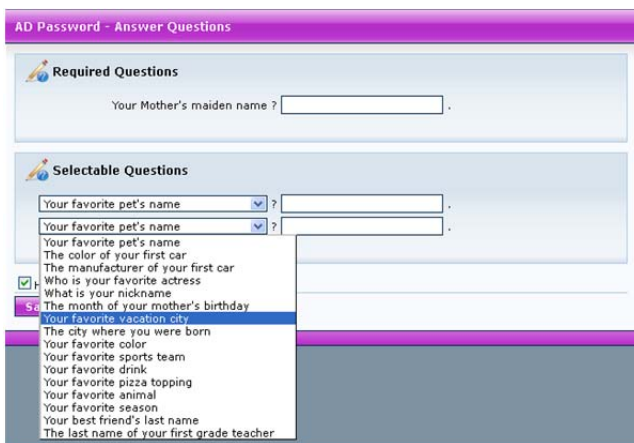 AD Password - Answer Questions
Required Questions
Your Mother's maiden name ? .
Selectable Questions
Your favorite pet's name ? .
Your favorite pet's name ? .
Your favorite pet's name
The color of your first car
The manufacturer of your first car
Who is your favorite actress
What is your nickname
The month of your mother's birthday
Your favorite vacation city
The city where you were born
Your favorite color
Your favorite sports team
Your favorite drink
Your favorite pizza topping
Your favorite animal
Your favorite season
Your best friend's last name
The last name of your first grade teacher